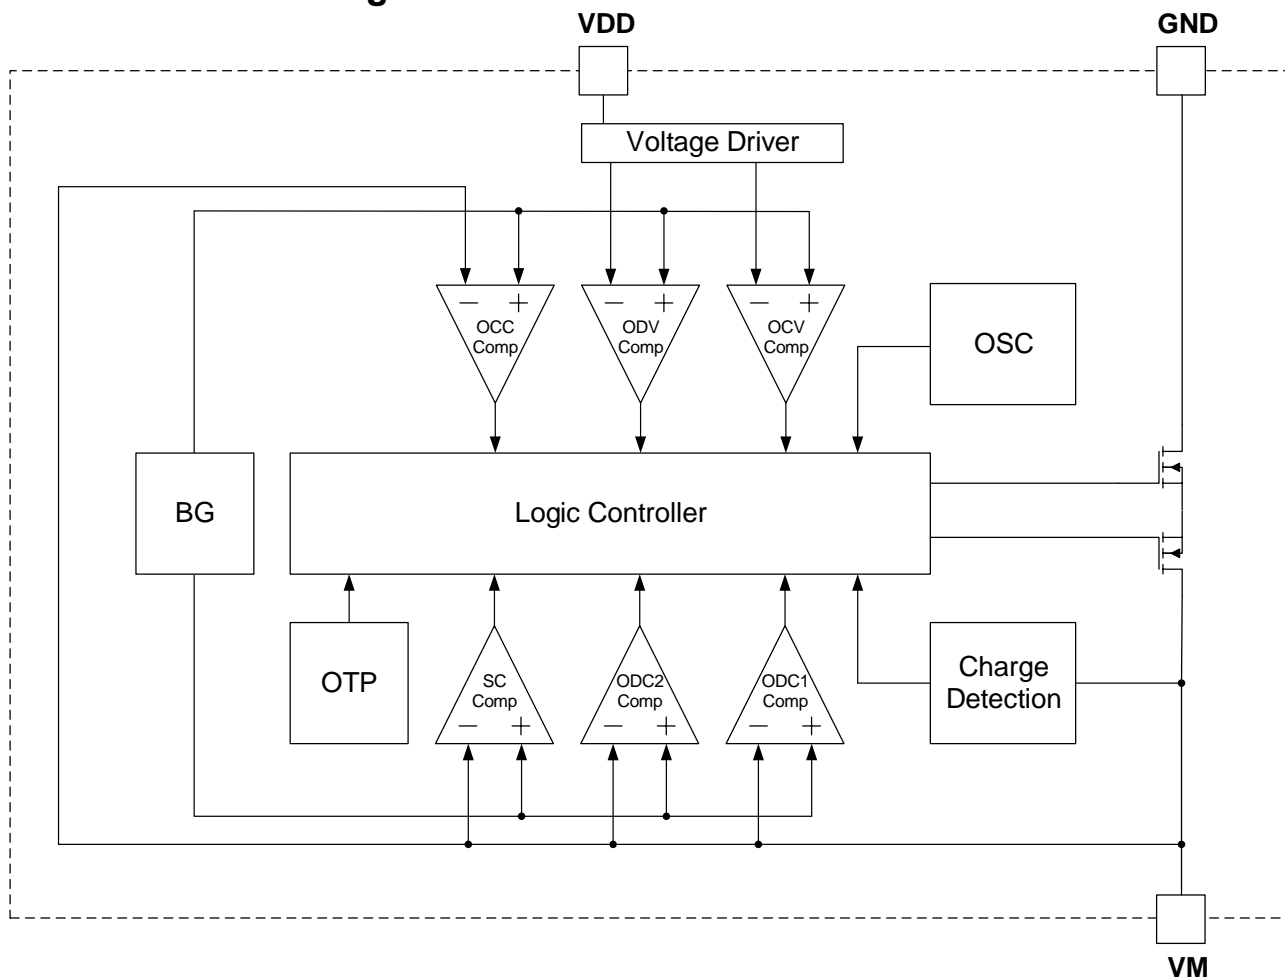 VDD
GND
Voltage Driver
− +
OCC
Comp
− +
ODV
Comp
− +
OCV
Comp
OSC
BG
Logic Controller
OTP
SC
Comp
− +
ODC2
Comp
− +
ODC1
Comp
− +
Charge
Detection
VM